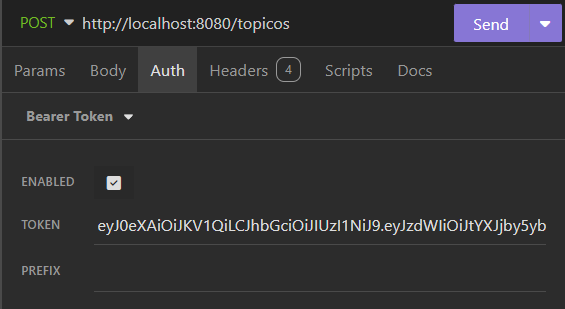 POST http://localhost:8080/topicos Send
Params Body Auth Headers 4 Scripts Docs
Bearer Token
ENABLED
TOKEN eyJ0eXAiOiJKV1QiLCJhbGciOiJIUzI1NiJ9.eyJzdWIiOiJtYXJjby5yb
PREFIX